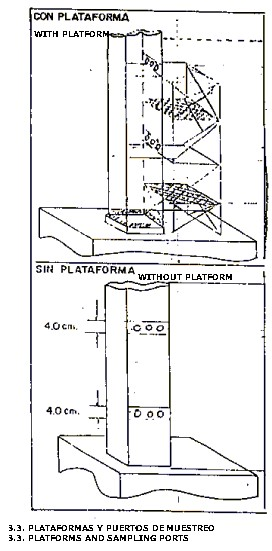 CON PLATAFORMA
WITH PLATFORM
SIN PLATAFORMA
WITHOUT PLATFORM
4.0 cm.
4.0 cm.
3.3. PLATAFORMAS Y PUERTOS DE MUESTREO
3.3. PLATFORMS AND SAMPLING PORTS